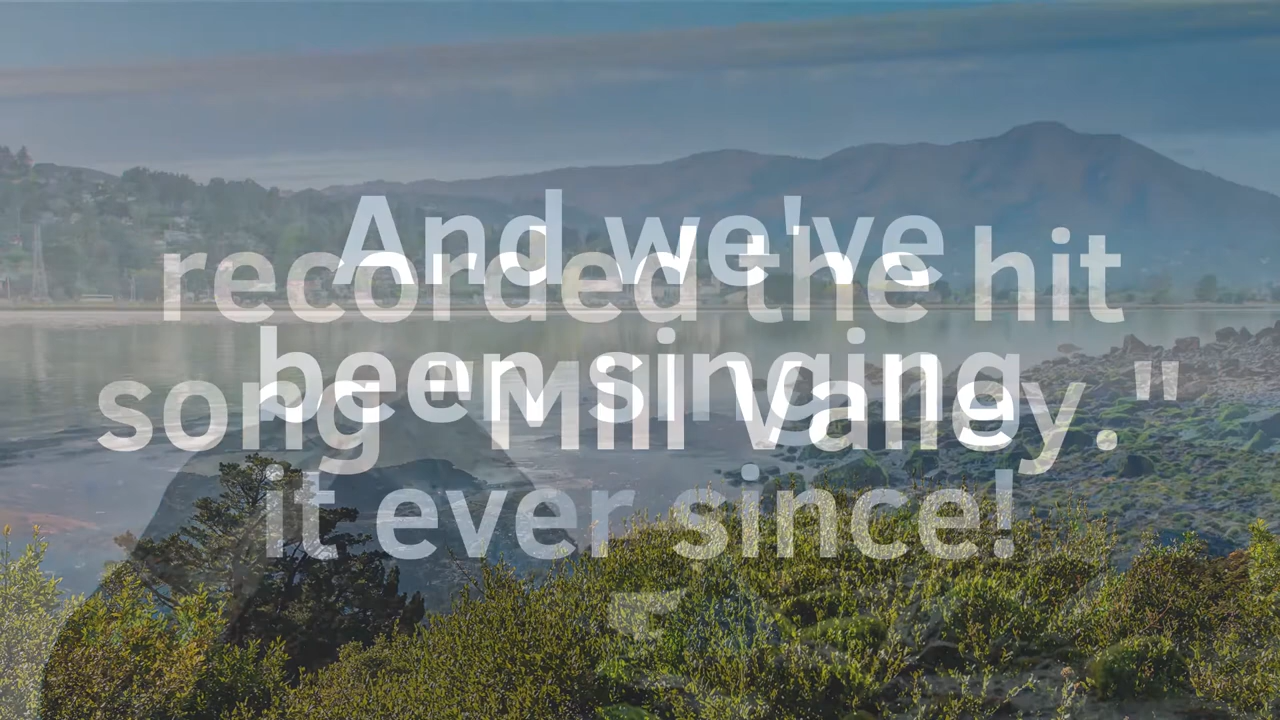 recorded the hit
song "Mill Valley."
And we've
been singing
it ever since!